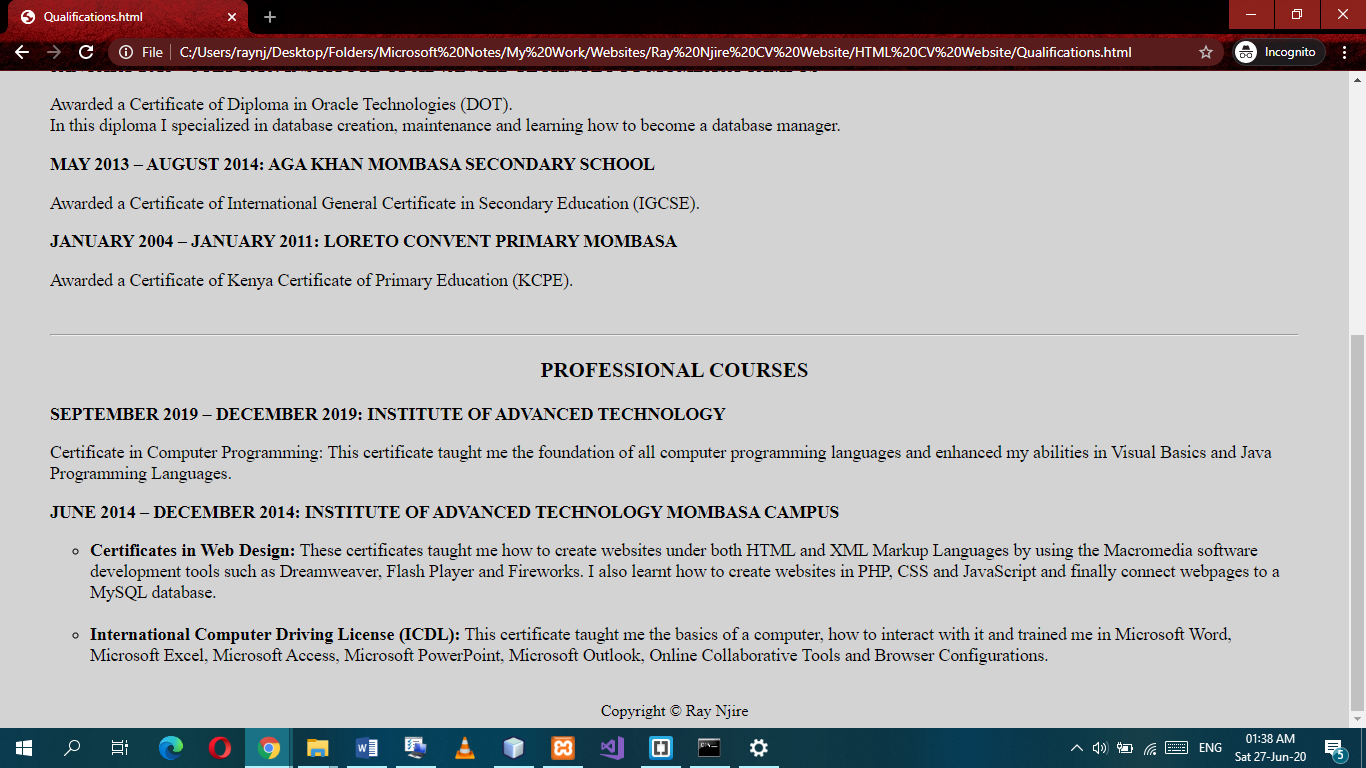 Qualifications.html
File
C:/Users/raynj/Desktop/Folders/Microsoft%20Notes/My%20Work/Websites/Ray%20Njire%20CV%20Website/HTML%20CV%20Website/Qualifications.html
Incognito
Awarded a Certificate of Diploma in Oracle Technologies (DOT).
In this diploma I specialized in database creation, maintenance and learning how to become a database manager.
MAY 2013 – AUGUST 2014: AGA KHAN MOMBASA SECONDARY SCHOOL
Awarded a Certificate of International General Certificate in Secondary Education (IGCSE).
JANUARY 2004 – JANUARY 2011: LORETO CONVENT PRIMARY MOMBASA
Awarded a Certificate of Kenya Certificate of Primary Education (KCPE).
PROFESSIONAL COURSES
SEPTEMBER 2019 – DECEMBER 2019: INSTITUTE OF ADVANCED TECHNOLOGY
Certificate in Computer Programming: This certificate taught me the foundation of all computer programming languages and enhanced my abilities in Visual Basics and Java
Programming Languages.
JUNE 2014 – DECEMBER 2014: INSTITUTE OF ADVANCED TECHNOLOGY MOMBASA CAMPUS
Certificates in Web Design: These certificates taught me how to create websites under both HTML and XML Markup Languages by using the Macromedia software
development tools such as Dreamweaver, Flash Player and Fireworks. I also learnt how to create websites in PHP, CSS and JavaScript and finally connect webpages to a
MySQL database.
International Computer Driving License (ICDL): This certificate taught me the basics of a computer, how to interact with it and trained me in Microsoft Word,
Microsoft Excel, Microsoft Access, Microsoft PowerPoint, Microsoft Outlook, Online Collaborative Tools and Browser Configurations.
Copyright © Ray Njire
ENG
01:38 AM
Sat 27-Jun-20
5